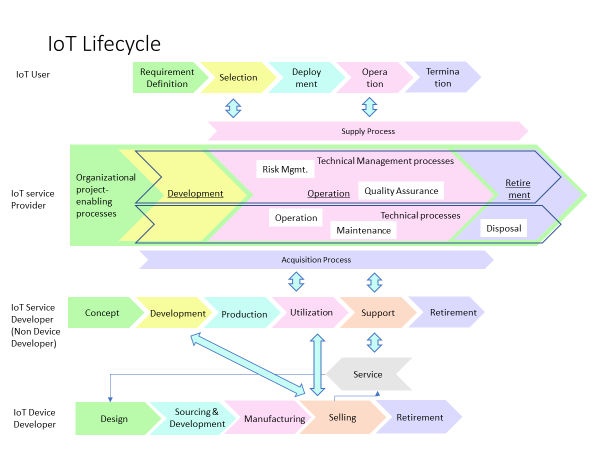 IoT Lifecycle
IoT User
Requirement
Definition
Selection
Deploy
ment
Opera
tion
Termina
tion
Supply Process
IoT service
Provider
Organizational
project-
enabling
processes
Technical Management processes
Risk Mgmt.
Development
Operation
Quality Assurance
Retire
ment
Operation
Technical processes
Maintenance
Disposal
Acquisition Process
IoT Service
Developer
(Non Device
Developer)
Concept
Development
Production
Utilization
Support
Retirement
Service
IoT Device
Developer
Design
Sourcing &
Development
Manufacturing
Selling
Retirement